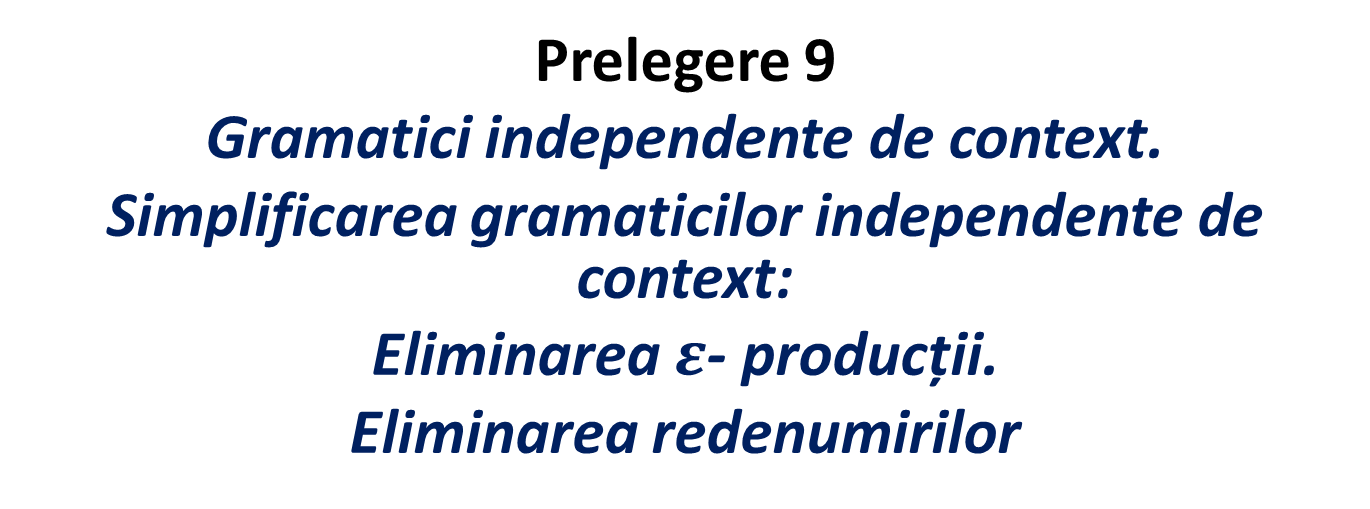 Prelegere 9
Gramatici independente de context.
Simplificarea gramaticilor independente de
context:
Eliminarea ε- producții.
Eliminarea redenumirilor